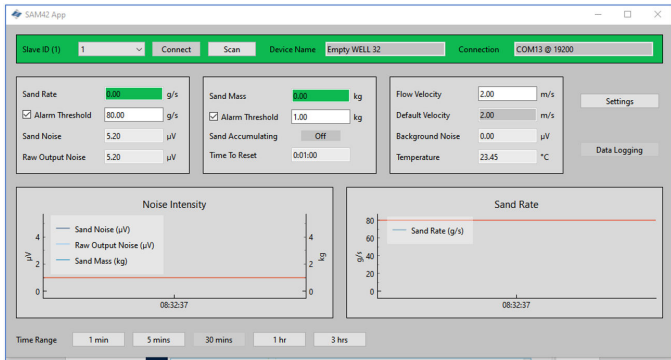 SAM42 App
Slave ID (1) 1 Connect Scan Device Name Empty WELL 32 Connection COM13 @ 19200
Sand Rate 0.00 g/s
Alarm Threshold 80.00 g/s
Sand Noise 5.20 µV
Raw Output Noise 5.20 µV
Sand Mass 0.00 kg
Alarm Threshold 1.00 kg
Sand Accumulating Off
Time To Reset 0:01:00
Flow Velocity 2.00 m/s
Default Velocity 2.00 m/s
Background Noise 0.00 µV
Temperature 23.45 °C
Settings
Data Logging
Noise Intensity
Sand Noise (µV)
Raw Output Noise (µV)
Sand Mass (kg)
µV
4
2
0
kg
4
2
0
08:32:37
Sand Rate
Sand Rate (g/s)
g/s
80
60
40
20
0
08:32:37
Time Range 1 min 5 mins 30 mins 1 hr 3 hrs